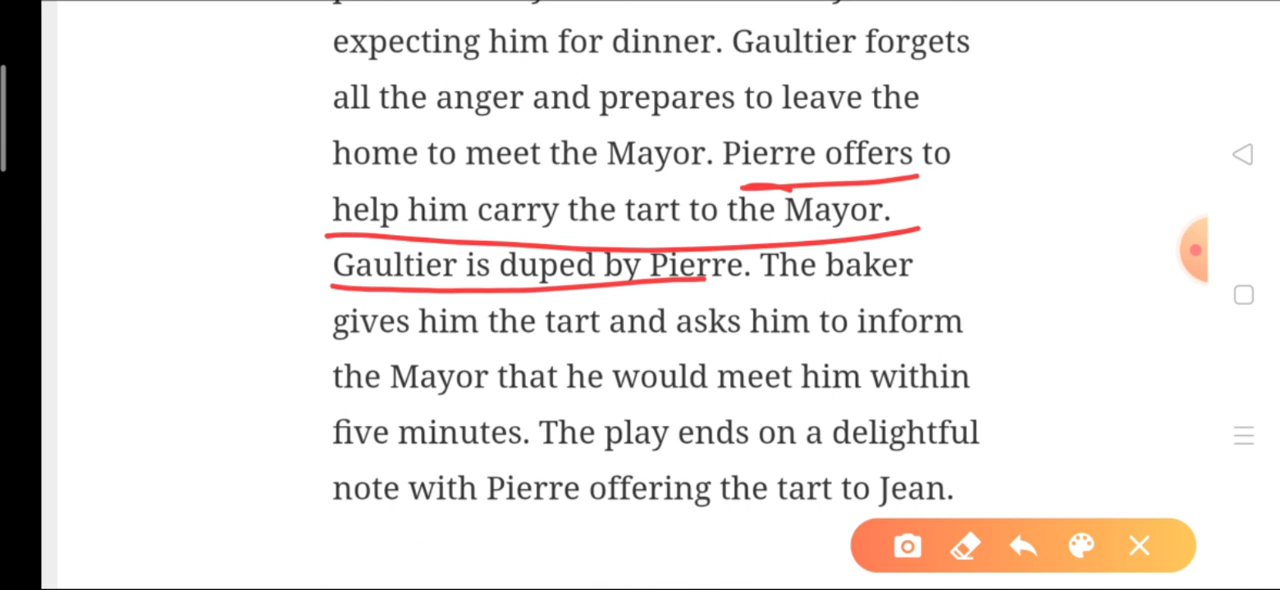 expecting him for dinner. Gaultier forgets
all the anger and prepares to leave the
home to meet the Mayor. Pierre offers to
help him carry the tart to the Mayor.
Gaultier is duped by Pierre. The baker
gives him the tart and asks him to inform
the Mayor that he would meet him within
five minutes. The play ends on a delightful
note with Pierre offering the tart to Jean.